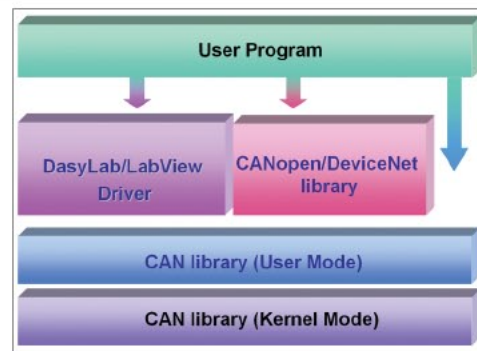 User Program
DasyLab/LabView
Driver
CANopen/DeviceNet
library
CAN library (User Mode)
CAN library (Kernel Mode)